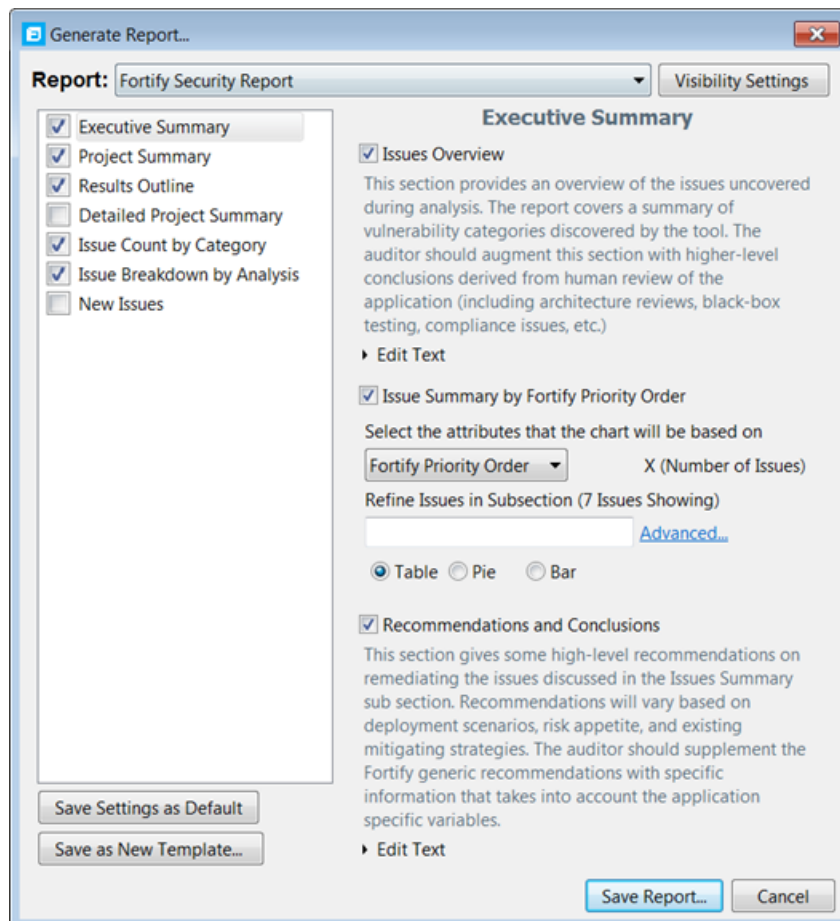 Generate Report...
Report: Fortify Security Report Visibility Settings
Executive Summary
Project Summary
Results Outline
Detailed Project Summary
Issue Count by Category
Issue Breakdown by Analysis
New Issues
Save Settings as Default
Save as New Template...
Executive Summary
Issues Overview
This section provides an overview of the issues uncovered
during analysis. The report covers a summary of
vulnerability categories discovered by the tool. The
auditor should augment this section with higher-level
conclusions derived from human review of the
application (including architecture reviews, black-box
testing, compliance issues, etc.)
Edit Text
Issue Summary by Fortify Priority Order
Select the attributes that the chart will be based on
Fortify Priority Order X (Number of Issues)
Refine Issues in Subsection (7 Issues Showing)
Advanced...
Table Pie Bar
Recommendations and Conclusions
This section gives some high-level recommendations on
remediating the issues discussed in the Issues Summary
sub section. Recommendations will vary based on
deployment scenarios, risk appetite, and existing
mitigating strategies. The auditor should supplement the
Fortify generic recommendations with specific
information that takes into account the application
specific variables.
Edit Text
Save Report... Cancel